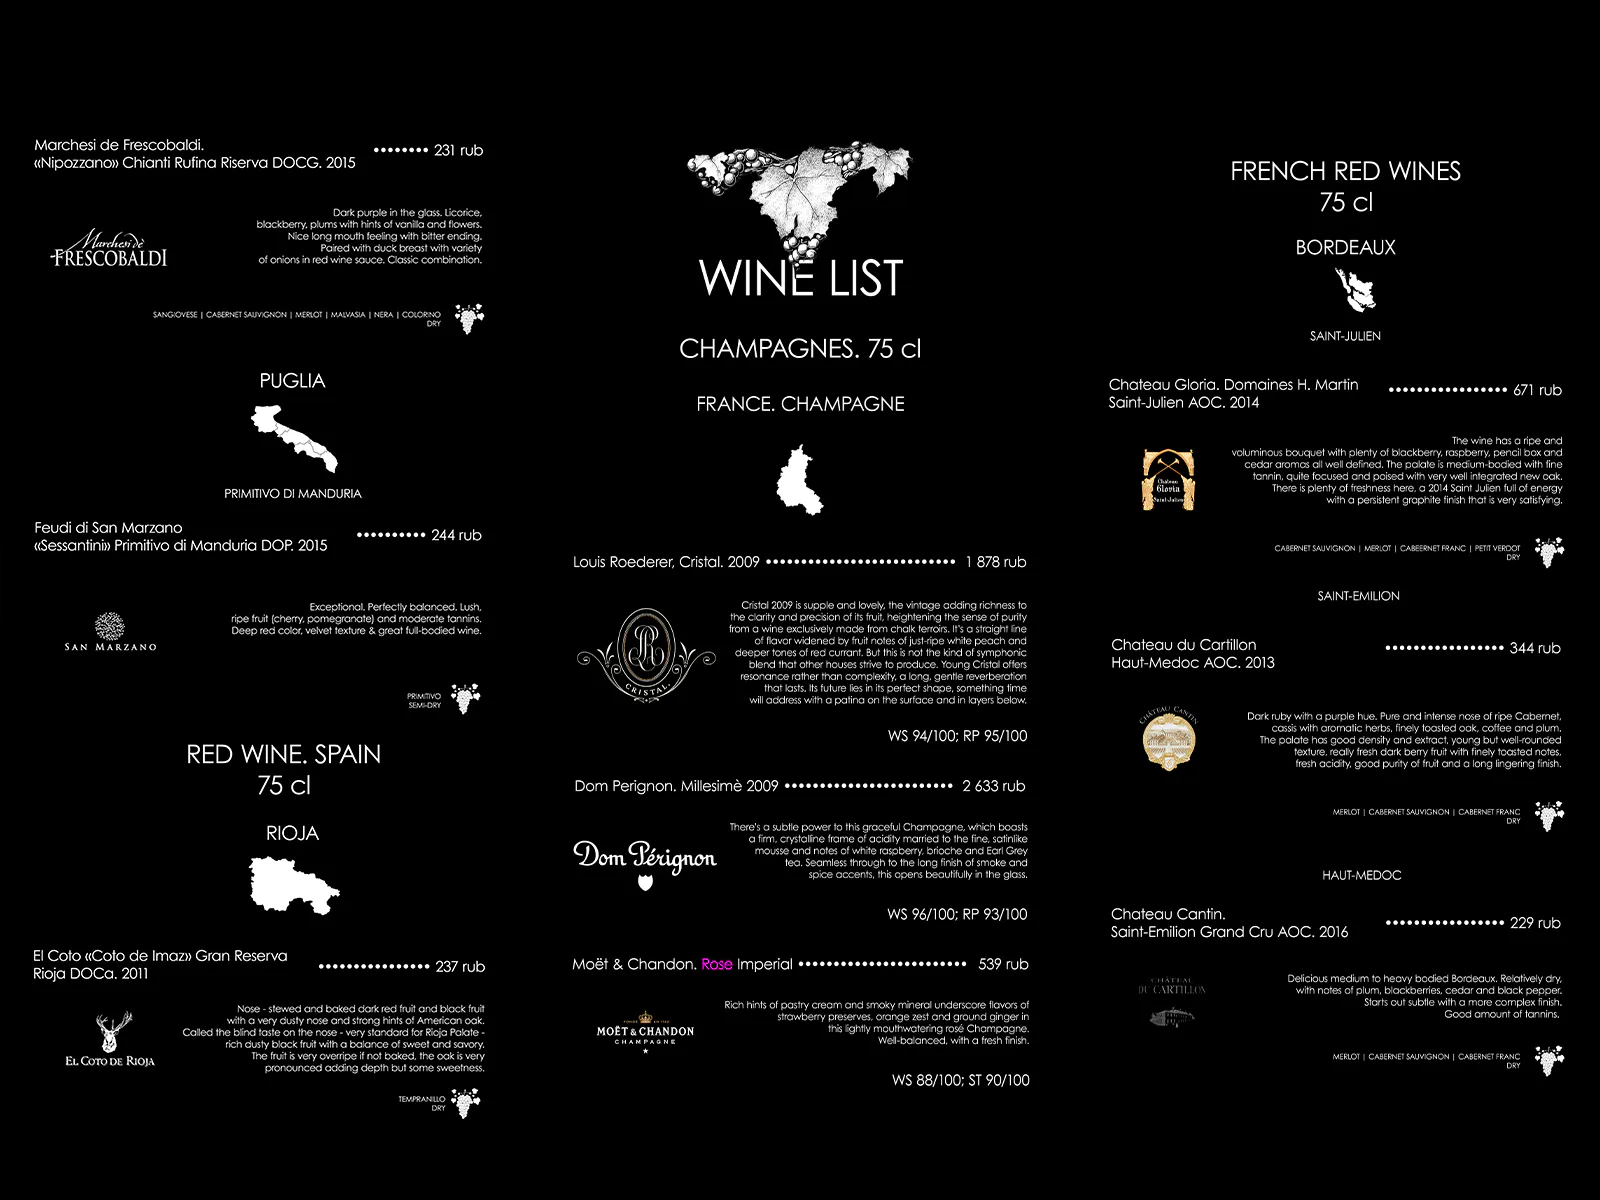 Marchesi de Frescobaldi.
«Nipozzano» Chianti Rufina Riserva DOCG. 2015
•••••••• 231 rub
Marchesi de'
FRESCOBALDI
Dark purple in the glass. Licorice,
blackberry, plums with hints of vanilla and flowers.
Nice long mouth feeling with bitter ending.
Paired with duck breast with variety
of onions in red wine sauce. Classic combination.
SANGIOVESE | CABERNET SAUVIGNON | MERLOT | MALVASIA | NERA | COLORINO
DRY
PUGLIA
PRIMITIVO DI MANDURIA
Feudi di San Marzano
«Sessantini» Primitivo di Manduria DOP. 2015
•••••••••• 244 rub
SAN MARZANO
Exceptional. Perfectly balanced. Lush,
ripe fruit (cherry, pomegranate) and moderate tannins.
Deep red color, velvet texture & great full-bodied wine.
PRIMITIVO
SEMI-DRY
RED WINE. SPAIN
75 cl
RIOJA
El Coto «Coto de Imaz» Gran Reserva
Rioja DOCa. 2011
•••••••••••••••• 237 rub
EL COTO DE RIOJA
Nose - stewed and baked dark red fruit and black fruit
with a very dusty nose and strong hints of American oak.
Called the blind taste on the nose - very standard for Rioja Palate -
rich dusty black fruit with a balance of sweet and savory.
The fruit is very overripe if not baked, the oak is very
pronounced adding depth but some sweetness.
TEMPRANILLO
DRY
WINE LIST
CHAMPAGNES. 75 cl
FRANCE. CHAMPAGNE
Louis Roederer, Cristal. 2009 •••••••••••••••••••••••••••• 1 878 rub
CRISTAL
Cristal 2009 is supple and lovely, the vintage adding richness to
the clarity and precision of its fruit, heightening the sense of purity
from a wine exclusively made from chalk terroirs. It's a straight line
of flavor widened by fruit notes of just-ripe white peach and
deeper tones of red currant. But this is not the kind of symphonic
blend that other houses strive to produce. Young Cristal offers
resonance rather than complexity, a long, gentle reverberation
that lasts. Its future lies in its perfect shape, something time
will address with a patina on the surface and in layers below.
WS 94/100; RP 95/100
Dom Perignon. Millesimè 2009 ••••••••••••••••••••••••• 2 633 rub
Dom Pérignon
There's a subtle power to this graceful Champagne, which boasts
a firm, crystalline frame of acidity married to the fine, satinlike
mousse and notes of white raspberry, brioche and Earl Grey
tea. Seamless through to the long finish of smoke and
spice accents, this opens beautifully in the glass.
WS 96/100; RP 93/100
Moët & Chandon. Rose Imperial ••••••••••••••••••••••••• 539 rub
MOËT & CHANDON
CHAMPAGNE
Rich hints of pastry cream and smoky mineral underscore flavors of
strawberry preserves, orange zest and ground ginger in
this lightly mouthwatering rosé Champagne.
Well-balanced, with a fresh finish.
WS 88/100; ST 90/100
FRENCH RED WINES
75 cl
BORDEAUX
SAINT-JULIEN
Chateau Gloria. Domaines H. Martin
Saint-Julien AOC. 2014
••••••••••••••••• 671 rub
Château
Gloria
Saint-Julien
The wine has a ripe and
voluminous bouquet with plenty of blackberry, raspberry, pencil box and
cedar aromas all well defined. The palate is medium-bodied with fine
tannin, quite focused and poised with very well integrated new oak.
There is plenty of freshness here, a 2014 Saint Julien full of energy
with a persistent graphite finish that is very satisfying.
CABERNET SAUVIGNON | MERLOT | CABEERNET FRANC | PETIT VERDOT
DRY
SAINT-EMILION
Chateau du Cartillon
Haut-Medoc AOC. 2013
••••••••••••••••• 344 rub
CHÂTEAU CANTIN
Dark ruby with a purple hue. Pure and intense nose of ripe Cabernet,
cassis with aromatic herbs, finely toasted oak, coffee and plum.
The palate has good density and extract, young but well-rounded
texture, really fresh dark berry fruit with finely toasted notes,
fresh acidity, good purity of fruit and a long lingering finish.
MERLOT | CABERNET SAUVIGNON | CABERNET FRANC
DRY
HAUT-MEDOC
Chateau Cantin.
Saint-Emilion Grand Cru AOC. 2016
••••••••••••••••• 229 rub
CHÂTEAU
DU CARTILLON
Delicious medium to heavy bodied Bordeaux. Relatively dry,
with notes of plum, blackberries, cedar and black pepper.
Starts out subtle with a more complex finish.
Good amount of tannins.
MERLOT | CABERNET SAUVIGNON | CABERNET FRANC
DRY